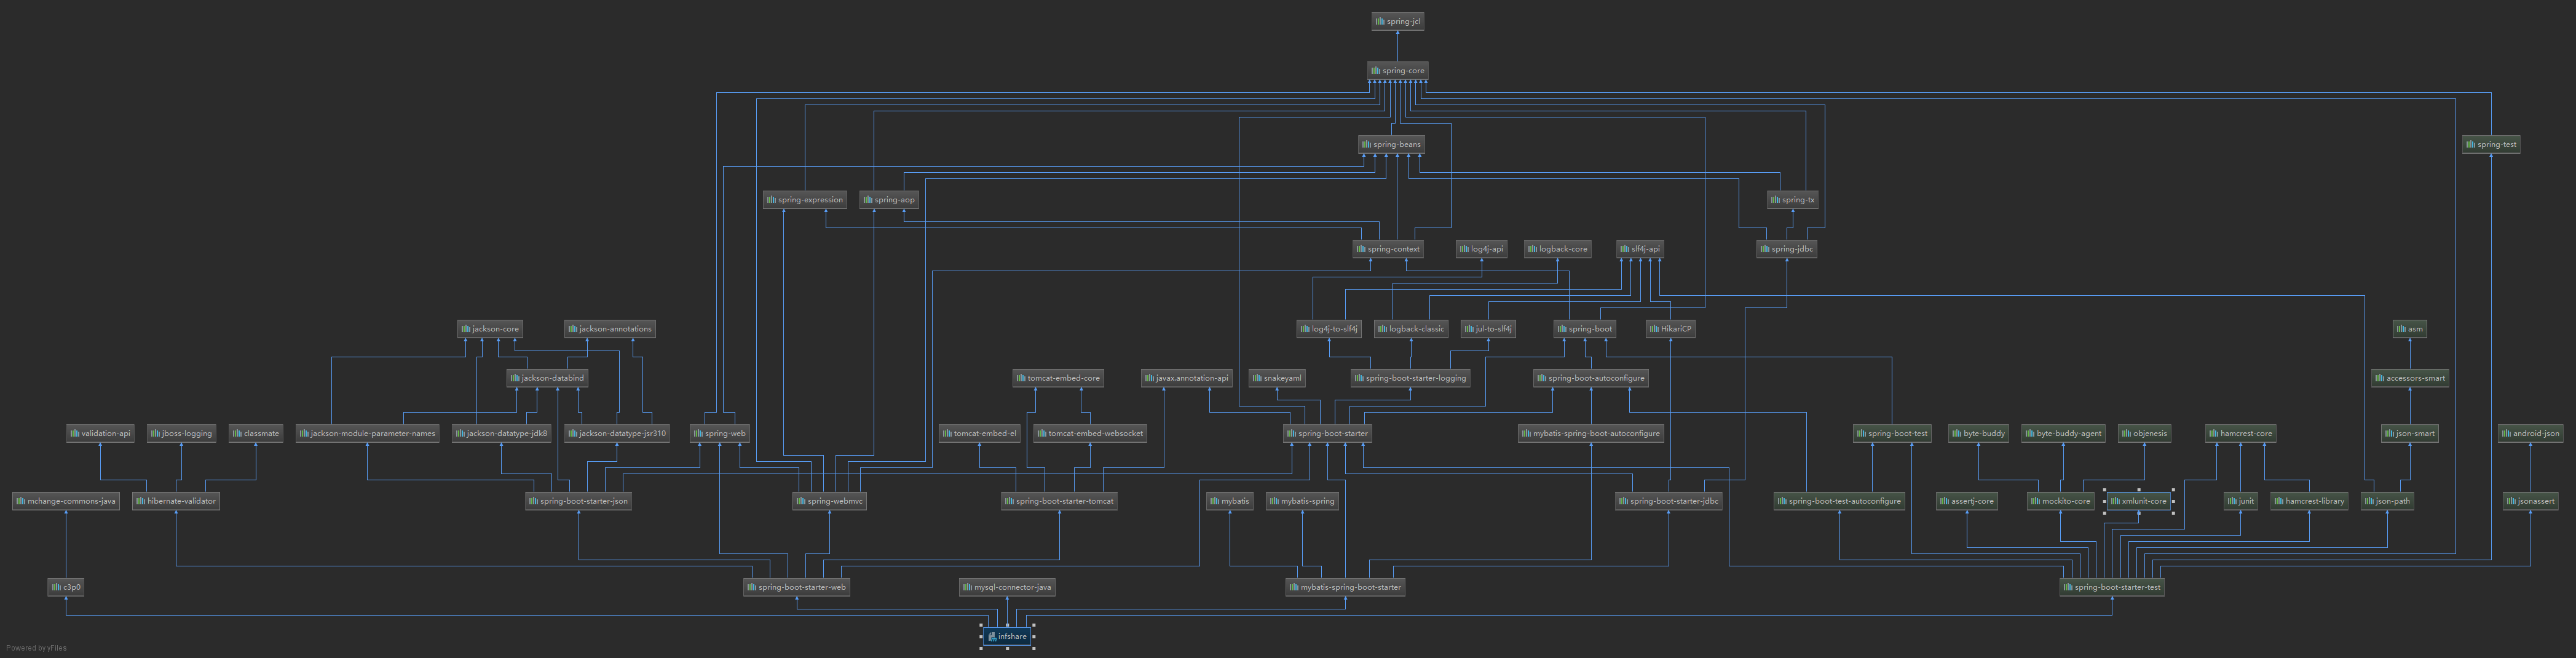 spring-jcl
spring-core
spring-beans
spring-test
spring-expression
spring-aop
spring-tx
spring-context
log4j-api
logback-core
slf4j-api
spring-jdbc
jackson-core
jackson-annotations
log4j-to-slf4j
logback-classic
jul-to-slf4j
spring-boot
HikariCP
asm
jackson-databind
tomcat-embed-core
javax.annotation-api
snakeyaml
spring-boot-starter-logging
spring-boot-autoconfigure
accessors-smart
validation-api
jboss-logging
classmate
jackson-module-parameter-names
jackson-datatype-jdk8
jackson-datatype-jsr310
spring-web
tomcat-embed-el
tomcat-embed-websocket
spring-boot-starter
mybatis-spring-boot-autoconfigure
spring-boot-test
byte-buddy
byte-buddy-agent
objenesis
hamcrest-core
json-smart
android-json
mchange-commons-java
hibernate-validator
spring-boot-starter-json
spring-webmvc
spring-boot-starter-tomcat
mybatis
mybatis-spring
spring-boot-starter-jdbc
spring-boot-test-autoconfigure
assertj-core
mockito-core
xmlunit-core
junit
hamcrest-library
json-path
jsonassert
c3p0
spring-boot-starter-web
mysql-connector-java
mybatis-spring-boot-starter
spring-boot-starter-test
infshare
Powered by yFiles